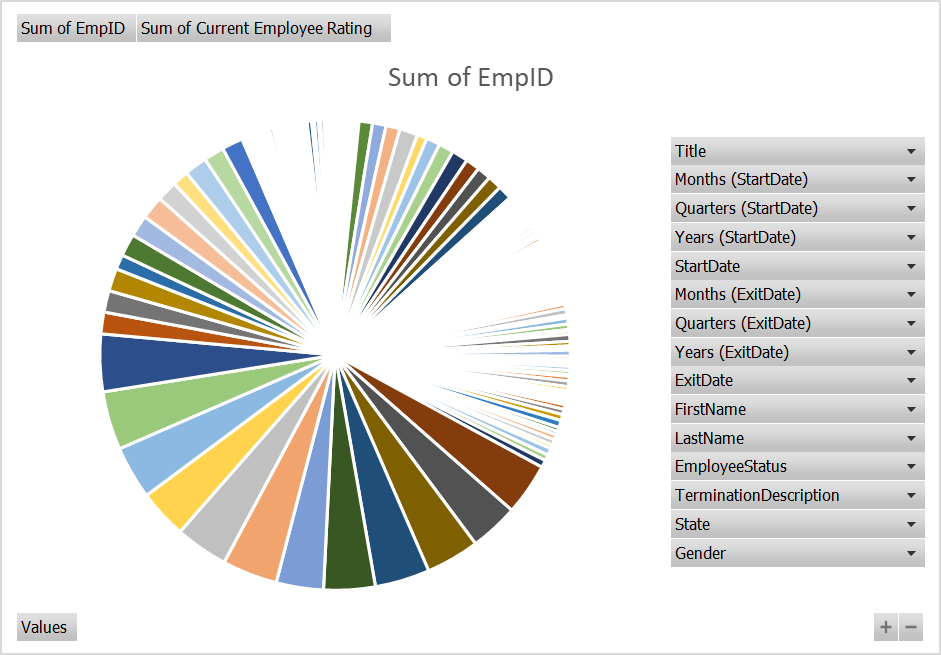 Sum of EmpID
Sum of Current Employee Rating
Sum of EmpID
Title
Months (StartDate)
Quarters (StartDate)
Years (StartDate)
StartDate
Months (ExitDate)
Quarters (ExitDate)
Years (ExitDate)
ExitDate
FirstName
LastName
EmployeeStatus
TerminationDescription
State
Gender
Values
+ −